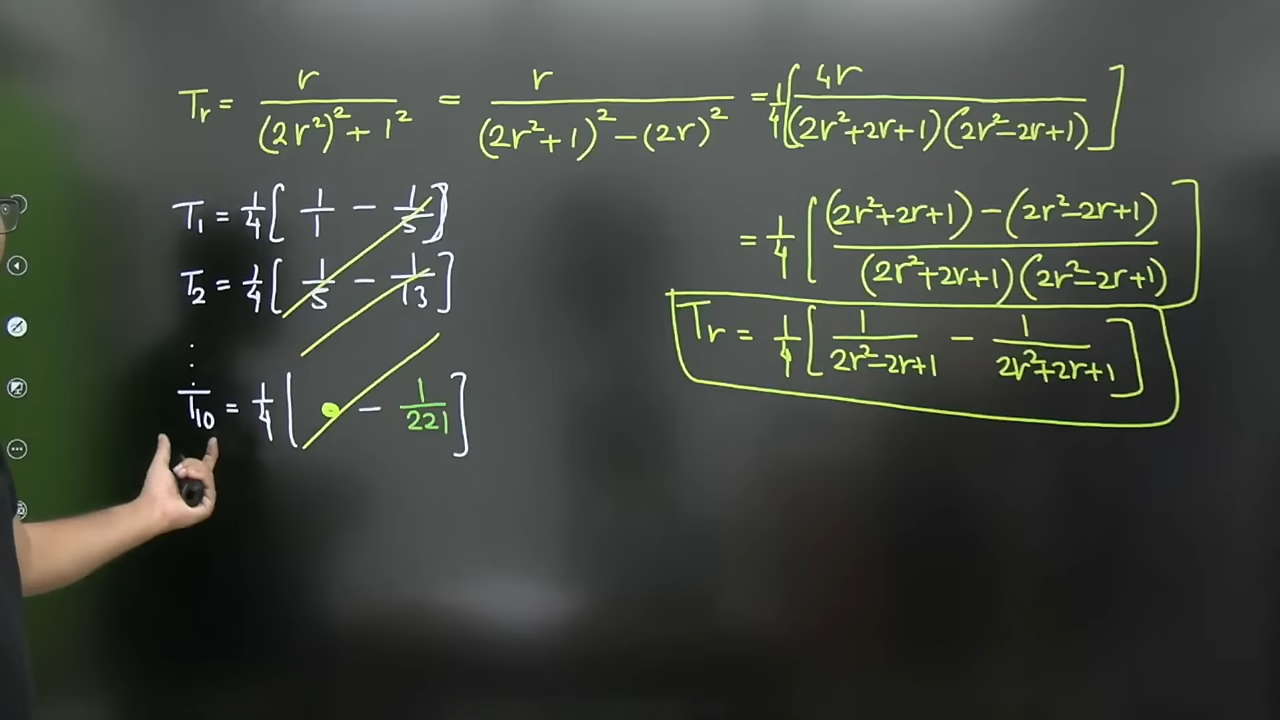 Tr = r/((2r²)² + 1²) = r/((2r²+1)² − (2r)²) = 1/4[4r/((2r²+2r+1)(2r²−2r+1))]
= 1/4[((2r²+2r+1) − (2r²−2r+1))/((2r²+2r+1)(2r²−2r+1))]
Tr = 1/4[1/(2r²−2r+1) − 1/(2r²+2r+1)]
T1 = 1/4[1/1 − 1/5]
T2 = 1/4[1/5 − 1/13]
⋮
T10 = 1/4[• − 1/221]